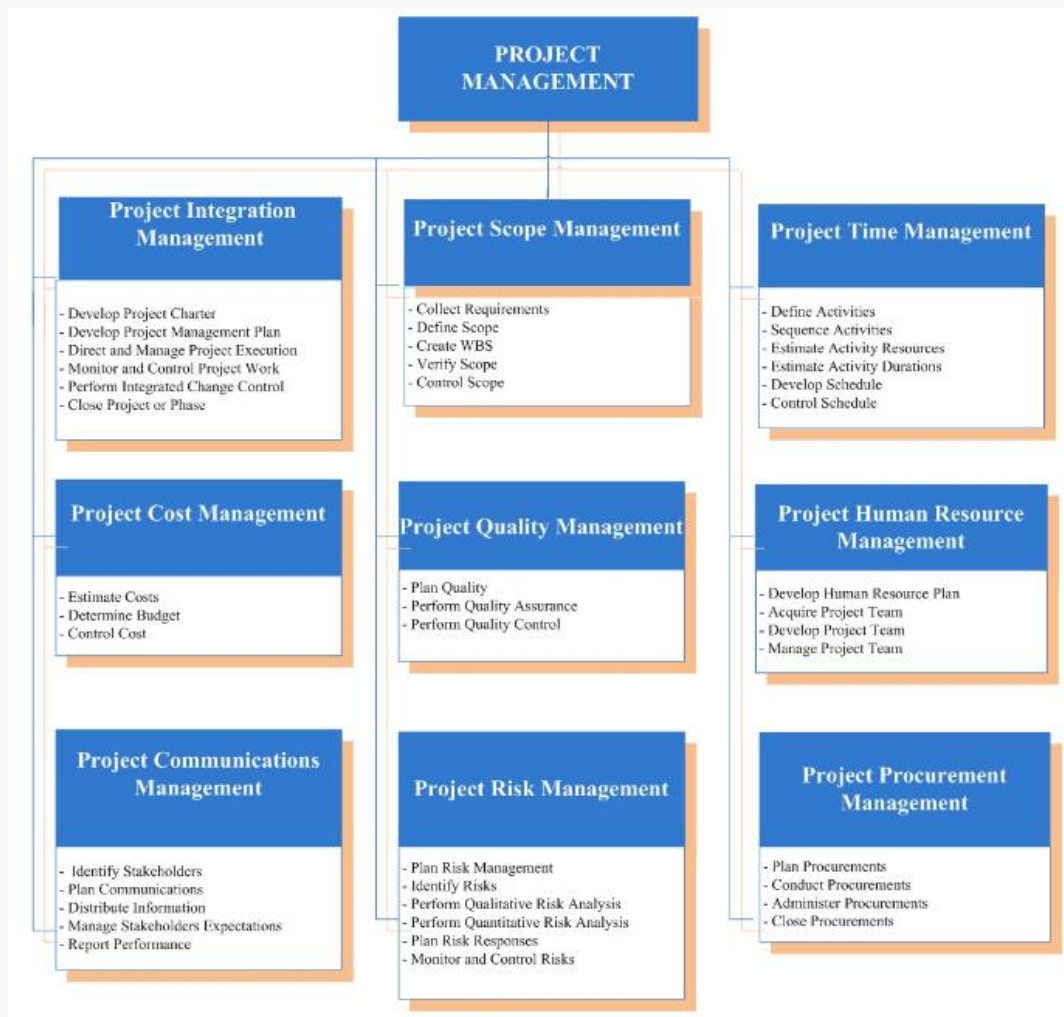 PROJECT
MANAGEMENT
Project Integration
Management
- Develop Project Charter
- Develop Project Management Plan
- Direct and Manage Project Execution
- Monitor and Control Project Work
- Perform Integrated Change Control
- Close Project or Phase
Project Scope Management
- Collect Requirements
- Define Scope
- Create WBS
- Verify Scope
- Control Scope
Project Time Management
- Define Activities
- Sequence Activities
- Estimate Activity Resources
- Estimate Activity Durations
- Develop Schedule
- Control Schedule
Project Cost Management
- Estimate Costs
- Determine Budget
- Control Cost
Project Quality Management
- Plan Quality
- Perform Quality Assurance
- Perform Quality Control
Project Human Resource
Management
- Develop Human Resource Plan
- Acquire Project Team
- Develop Project Team
- Manage Project Team
Project Communications
Management
- Identify Stakeholders
- Plan Communications
- Distribute Information
- Manage Stakeholders Expectations
- Report Performance
Project Risk Management
- Plan Risk Management
- Identify Risks
- Perform Qualitative Risk Analysis
- Perform Quantitative Risk Analysis
- Plan Risk Responses
- Monitor and Control Risks
Project Procurement
Management
- Plan Procurements
- Conduct Procurements
- Administer Procurements
- Close Procurements